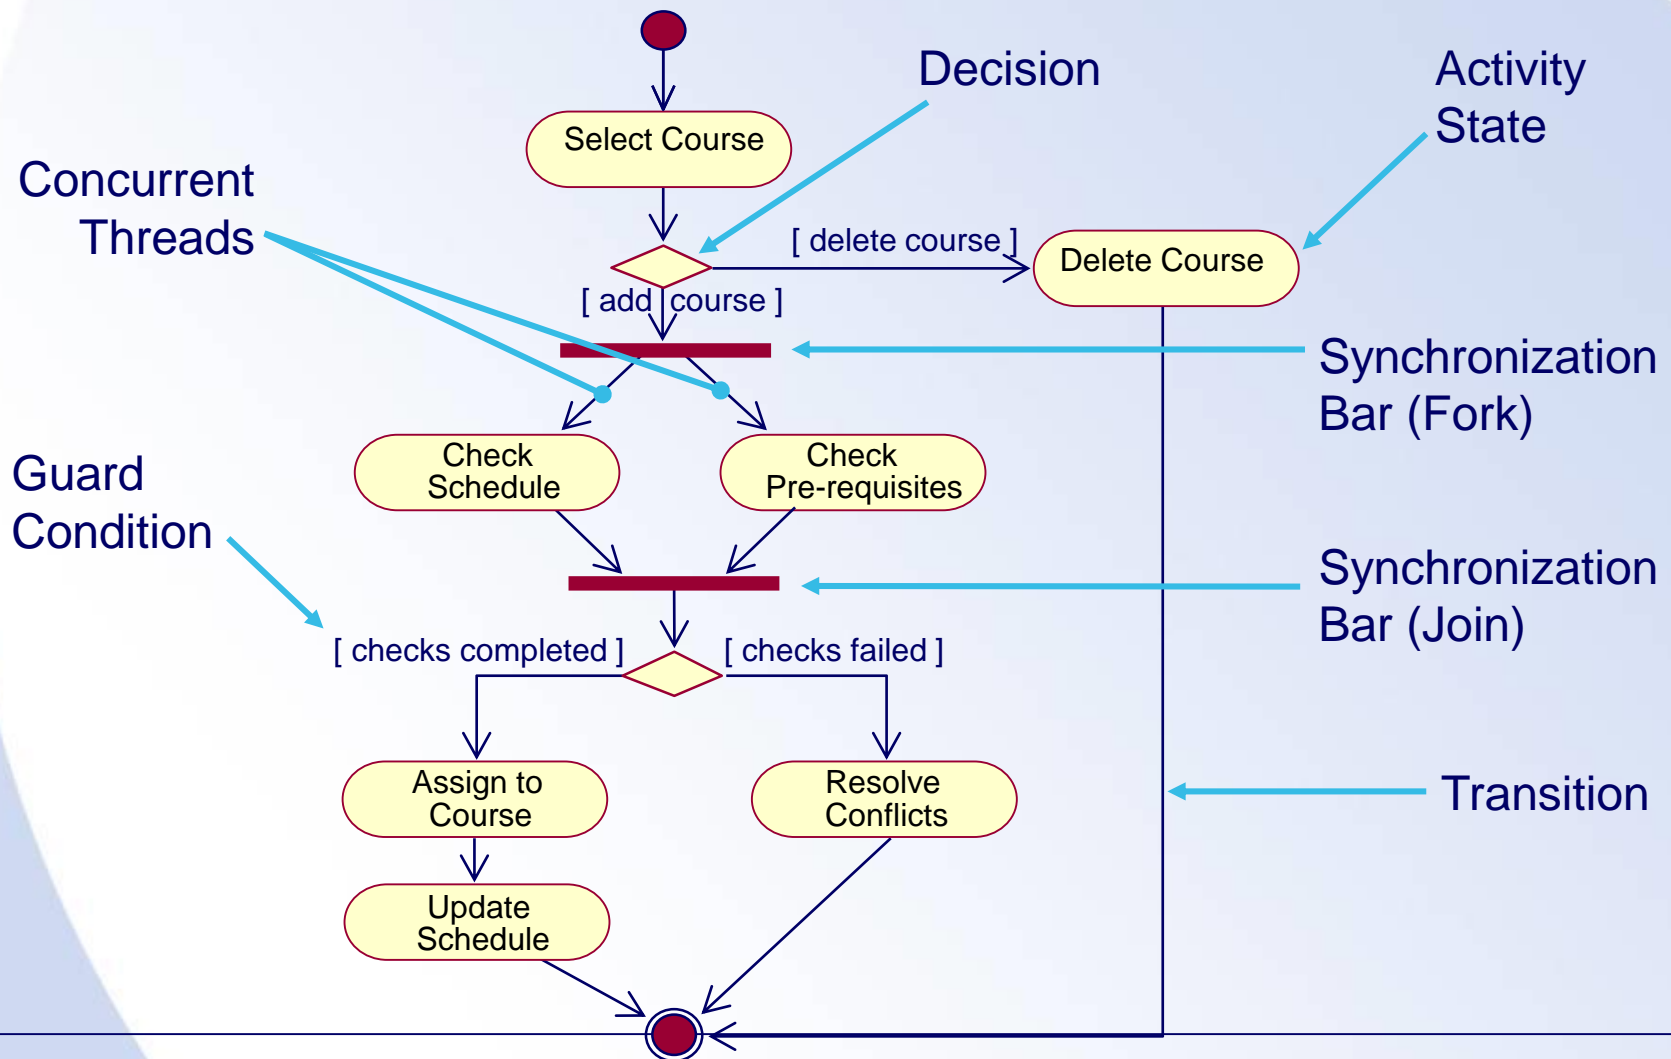 Decision
Activity
State
Select Course
Concurrent
Threads
[ delete course ]
Delete Course
[ add course ]
Synchronization
Bar (Fork)
Check
Schedule
Check
Pre-requisites
Guard
Condition
Synchronization
Bar (Join)
[ checks completed ]
[ checks failed ]
Assign to
Course
Resolve
Conflicts
Transition
Update
Schedule